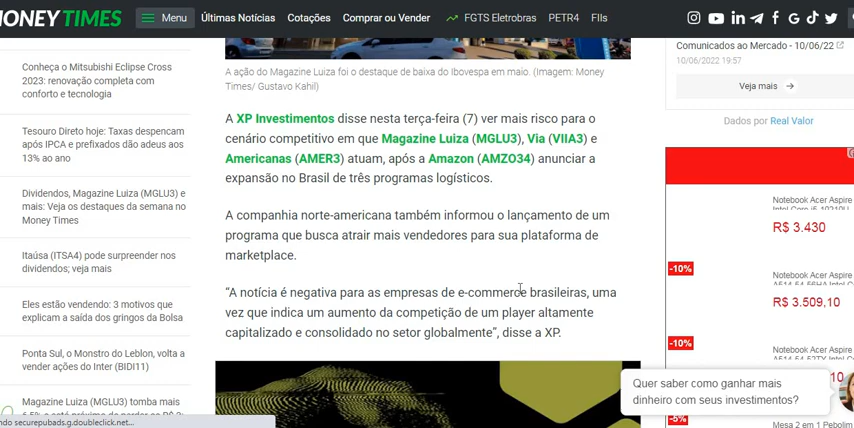 MONEY TIMES
Menu
Últimas Notícias
Cotações
Comprar ou Vender
FGTS Eletrobras
PETR4
FIIs
Conheça o Mitsubishi Eclipse Cross
2023: renovação completa com
conforto e tecnologia
Tesouro Direto hoje: Taxas despencam
após IPCA e prefixados dão adeus aos
13% ao ano
Dividendos, Magazine Luiza (MGLU3) e
mais: Veja os destaques da semana no
Money Times
Itaúsa (ITSA4) pode surpreender nos
dividendos; veja mais
Eles estão vendendo: 3 motivos que
explicam a saída dos gringos da Bolsa
Ponta Sul, o Monstro do Leblon, volta a
vender ações do Inter (BIDI11)
Magazine Luiza (MGLU3) tomba mais
ndo securepubads.g.doubleclick.net...
A ação do Magazine Luiza foi o destaque de baixa do Ibovespa em maio. (Imagem: Money
Times/ Gustavo Kahil)
A XP Investimentos disse nesta terça-feira (7) ver mais risco para o
cenário competitivo em que Magazine Luiza (MGLU3), Via (VIIA3) e
Americanas (AMER3) atuam, após a Amazon (AMZO34) anunciar a
expansão no Brasil de três programas logísticos.
A companhia norte-americana também informou o lançamento de um
programa que busca atrair mais vendedores para sua plataforma de
marketplace.
“A notícia é negativa para as empresas de e-commerce brasileiras, uma
vez que indica um aumento da competição de um player altamente
capitalizado e consolidado no setor globalmente”, disse a XP.
Comunicados ao Mercado - 10/06/22
10/06/2022 19:57
Veja mais →
Dados por Real Valor
Notebook Acer Aspire
R$ 3.430
-10%
Notebook Acer Aspire
R$ 3.509,10
-10%
Notebook Acer Aspire
10
-5%
Mesa 2 em 1 Pebolim
Quer saber como ganhar mais
dinheiro com seus investimentos?